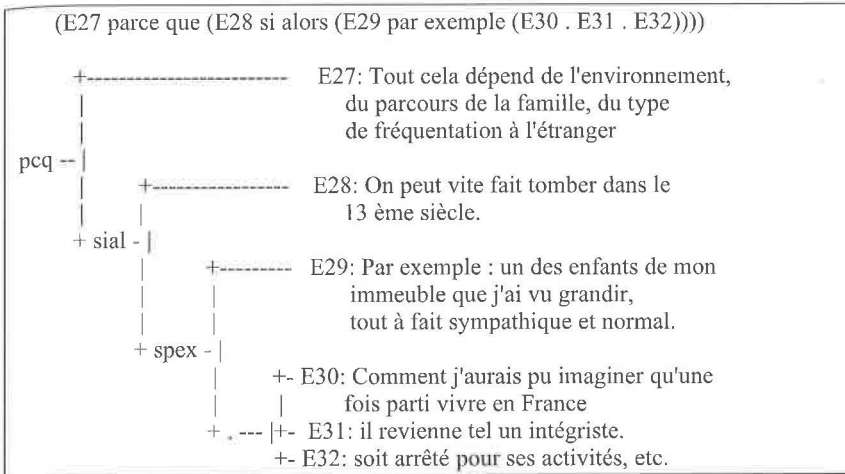 (E27 parce que (E28 si alors (E29 par exemple (E30 . E31 . E32))))
+-------------------- E27: Tout cela dépend de l'environnement,
| du parcours de la famille, du type
| de fréquentation à l'étranger
pcq --|
| +-------------- E28: On peut vite fait tomber dans le
| | 13 ème siècle.
+ sial - |
| +-------- E29: Par exemple : un des enfants de mon
| | immeuble que j'ai vu grandir,
| | tout à fait sympathique et normal.
+ spex - |
| +- E30: Comment j'aurais pu imaginer qu'une
| | fois parti vivre en France
+ . --- |+- E31: il revienne tel un intégriste.
+- E32: soit arrêté pour ses activités, etc.